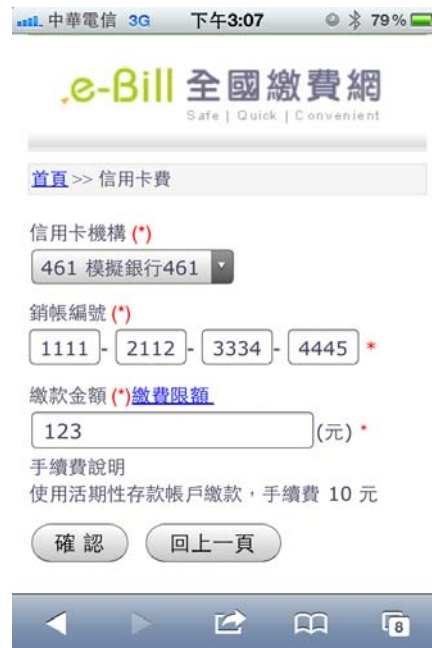 中華電信 3G 下午3:07 79%
e-Bill 全國繳費網
Safe | Quick | Convenient
首頁 >> 信用卡費
信用卡機構 (*)
461 模擬銀行461
銷帳編號 (*)
1111 - 2112 - 3334 - 4445 *
繳款金額 (*)繳費限額
123 (元) *
手續費說明
使用活期性存款帳戶繳款，手續費 10 元
確 認 回上一頁
8